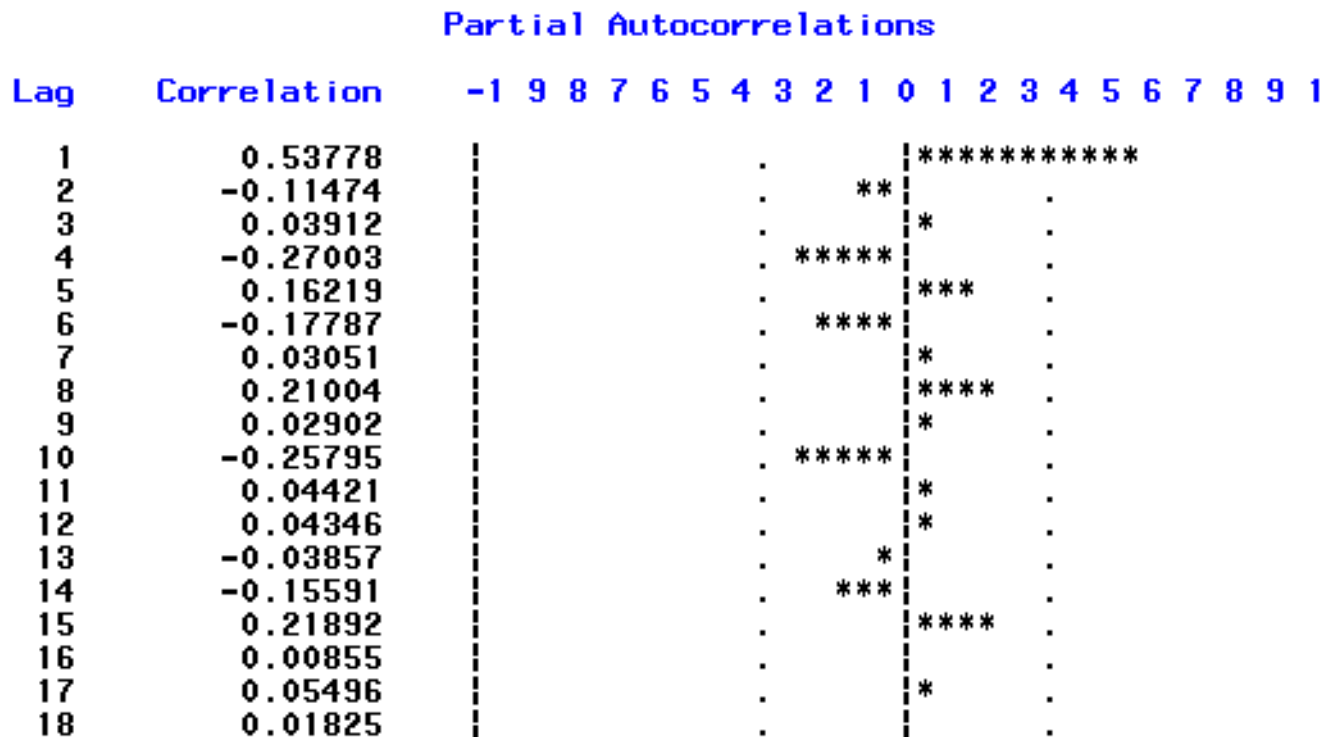 Partial Autocorrelations
Lag Correlation -1 9 8 7 6 5 4 3 2 1 0 1 2 3 4 5 6 7 8 9 1
1 0.53778 | . |***********
2 -0.11474 | . **| .
3 0.03912 | . |* .
4 -0.27003 | . *****| .
5 0.16219 | . |*** .
6 -0.17787 | . ****| .
7 0.03051 | . |* .
8 0.21004 | . |**** .
9 0.02902 | . |* .
10 -0.25795 | . *****| .
11 0.04421 | . |* .
12 0.04346 | . |* .
13 -0.03857 | . *| .
14 -0.15591 | . ***| .
15 0.21892 | . |**** .
16 0.00855 | . | .
17 0.05496 | . |* .
18 0.01825 | . | .